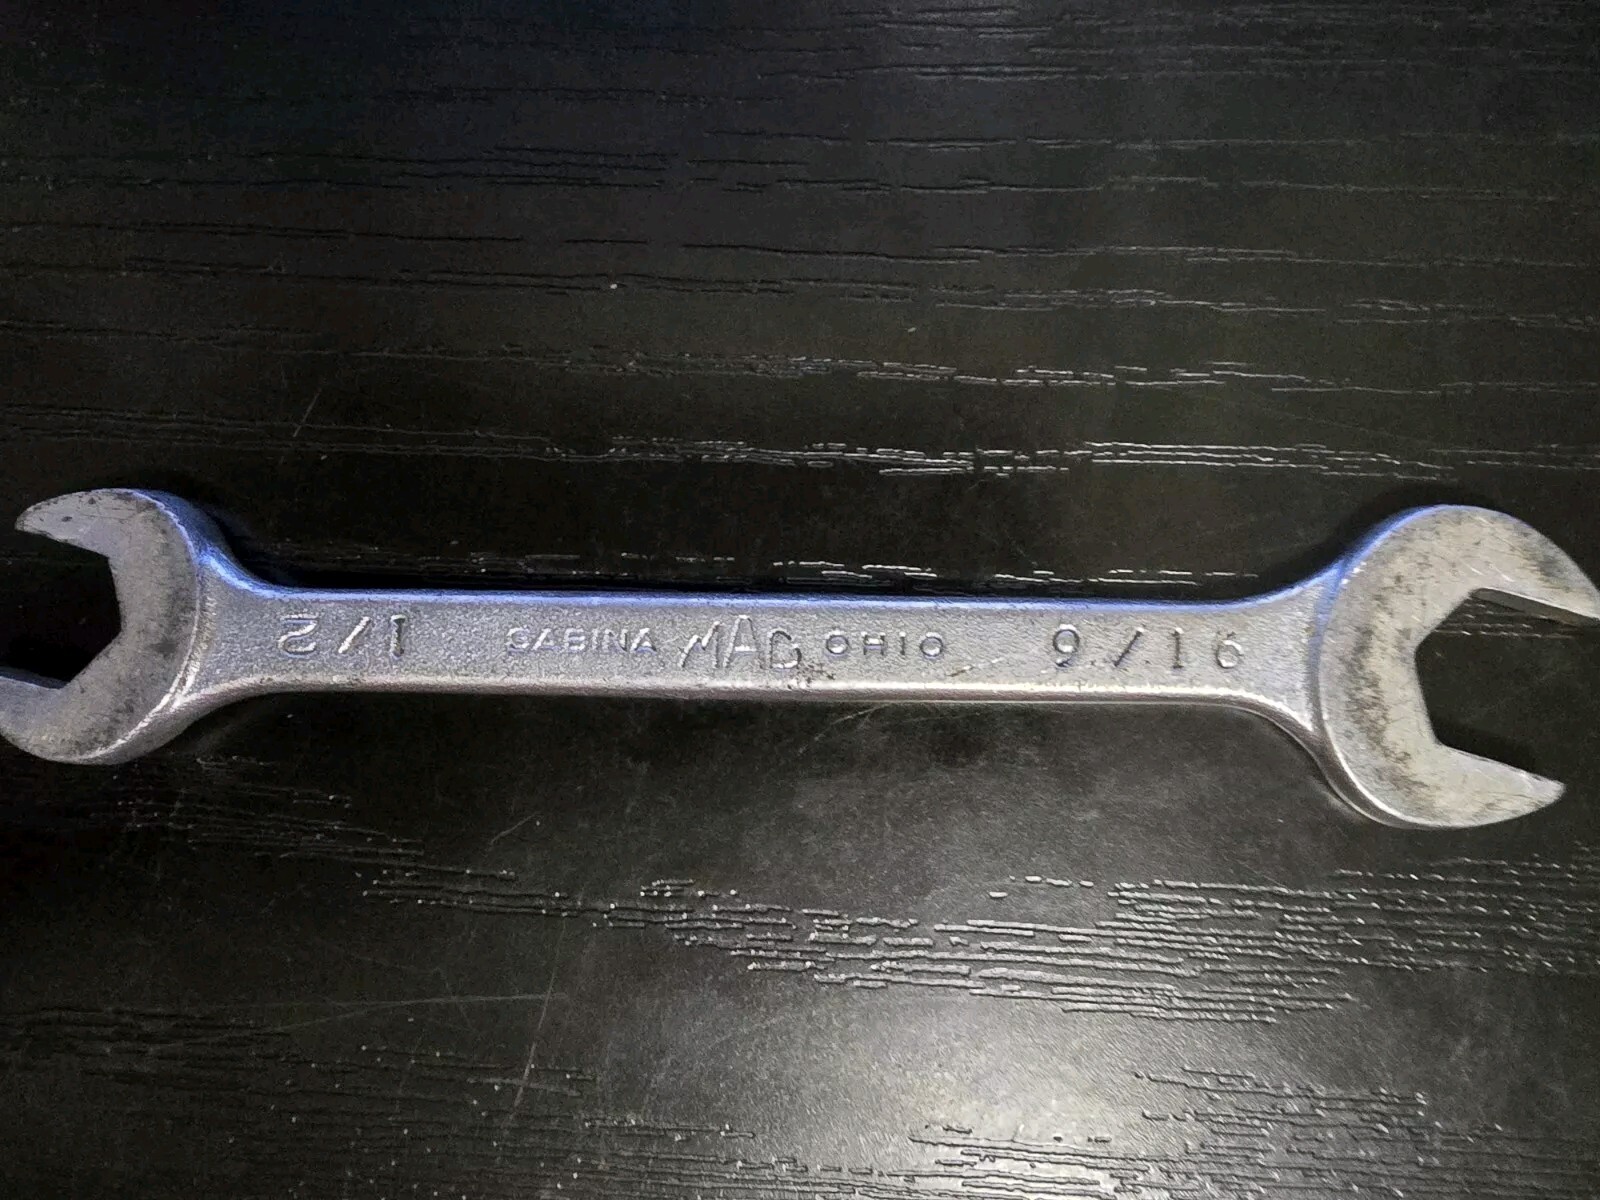 1/2 SABINA MAC OHIO 9/16